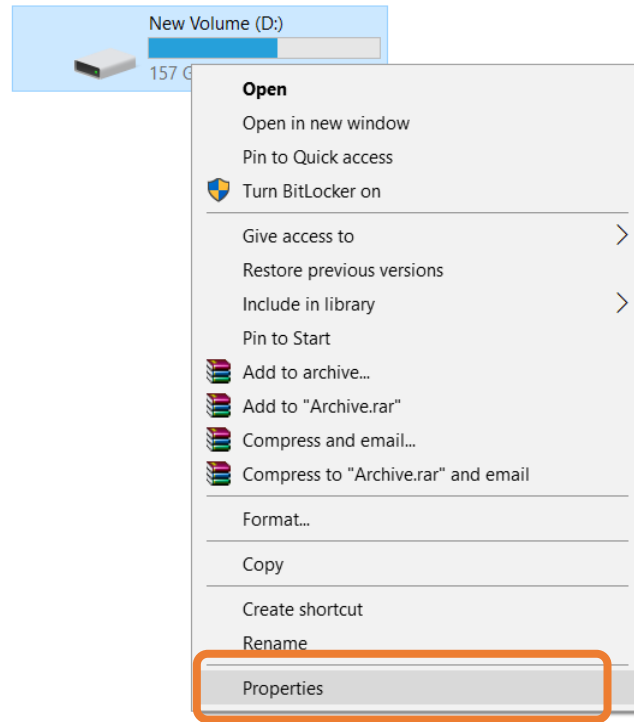 New Volume (D:)
157 G
Open
Open in new window
Pin to Quick access
Turn BitLocker on
Give access to
Restore previous versions
Include in library
Pin to Start
Add to archive...
Add to "Archive.rar"
Compress and email...
Compress to "Archive.rar" and email
Format...
Copy
Create shortcut
Rename
Properties